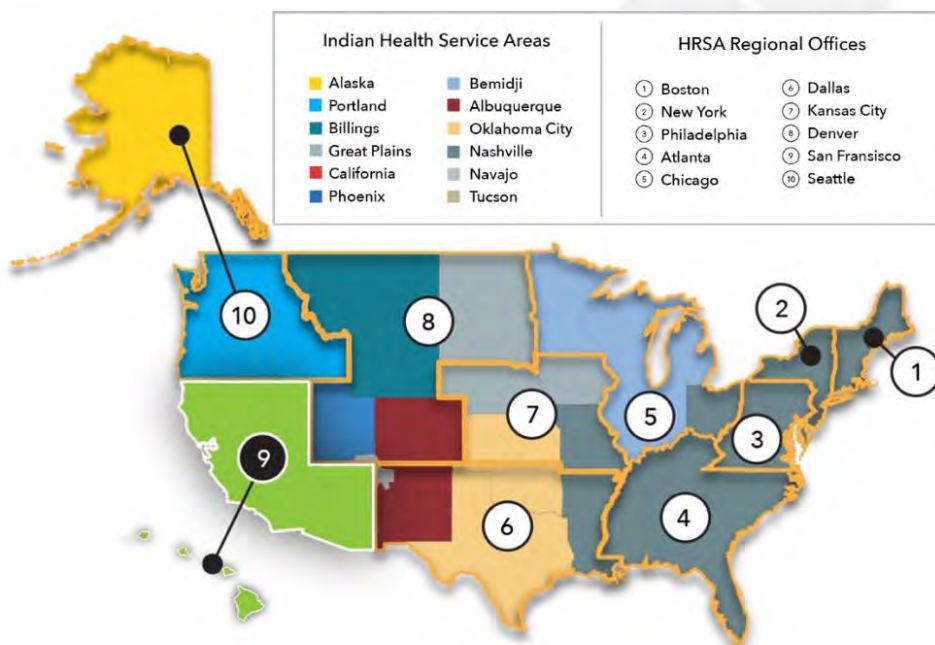 Indian Health Service Areas
Alaska
Portland
Billings
Great Plains
California
Phoenix
Bemidji
Albuquerque
Oklahoma City
Nashville
Navajo
Tucson
HRSA Regional Offices
1 Boston
2 New York
3 Philadelphia
4 Atlanta
5 Chicago
6 Dallas
7 Kansas City
8 Denver
9 San Fransisco
10 Seattle
10
8
2
1
7
5
3
9
6
4